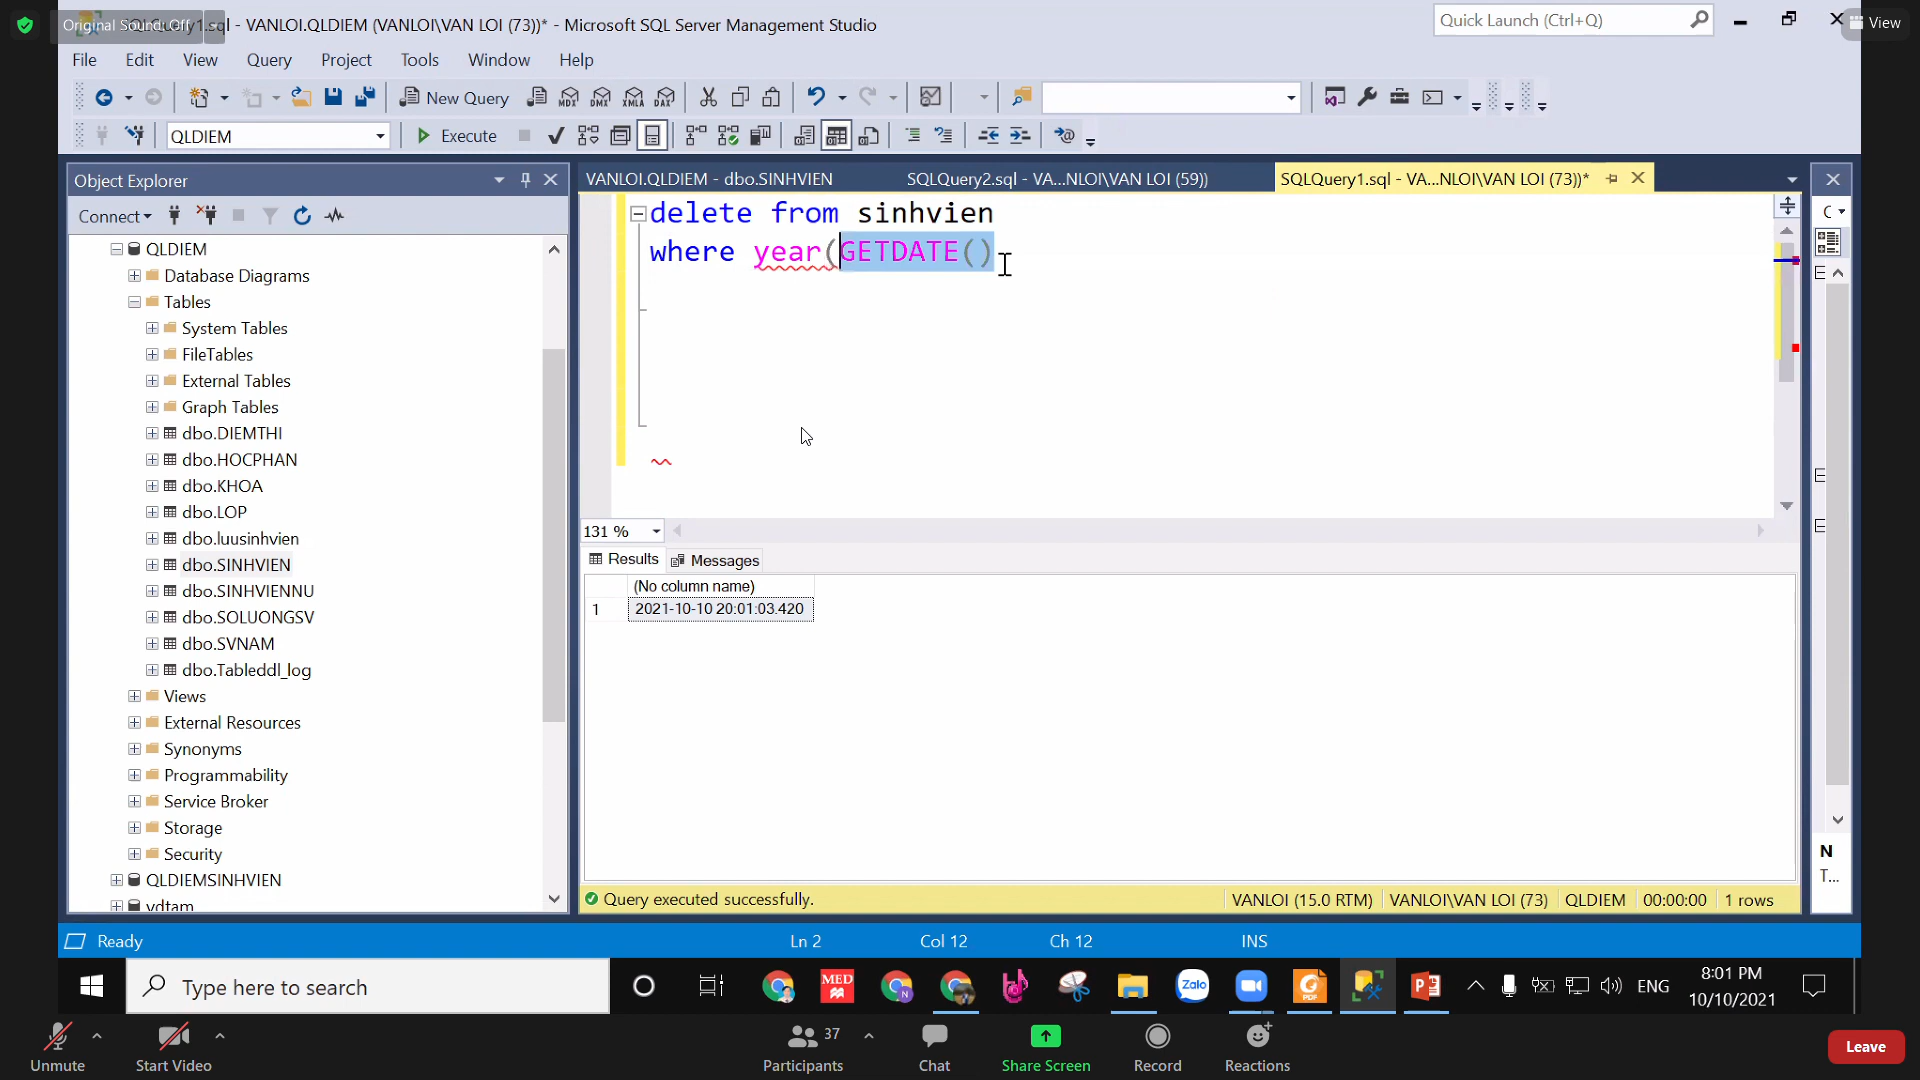 Original Sound: Off
SQLQuery1.sql - VANLOI.QLDIEM (VANLOI\VAN LOI (73))* - Microsoft SQL Server Management Studio
Quick Launch (Ctrl+Q)
View
File Edit View Query Project Tools Window Help
New Query
MDX DMX XMLA DAX
QLDIEM
Execute
Object Explorer
VANLOI.QLDIEM - dbo.SINHVIEN
SQLQuery2.sql - VA...NLOI\VAN LOI (59))
SQLQuery1.sql - VA...NLOI\VAN LOI (73))*
Connect
C
delete from sinhvien
where year(GETDATE()
QLDIEM
Database Diagrams
Tables
System Tables
FileTables
External Tables
Graph Tables
dbo.DIEMTHI
dbo.HOCPHAN
dbo.KHOA
dbo.LOP
dbo.luusinhvien
dbo.SINHVIEN
dbo.SINHVIENNU
dbo.SOLUONGSV
dbo.SVNAM
dbo.Tableddl_log
Views
External Resources
Synonyms
Programmability
Service Broker
Storage
Security
QLDIEMSINHVIEN
vdtam
131 %
Results Messages
(No column name)
1 2021-10-10 20:01:03.420
N
T...
Query executed successfully.
VANLOI (15.0 RTM) VANLOI\VAN LOI (73) QLDIEM 00:00:00 1 rows
Ready Ln 2 Col 12 Ch 12 INS
Type here to search
MED
N
Zalo
PDF
P
ENG
8:01 PM
10/10/2021
Unmute
Start Video
37
Participants
Chat
Share Screen
Record
Reactions
Leave